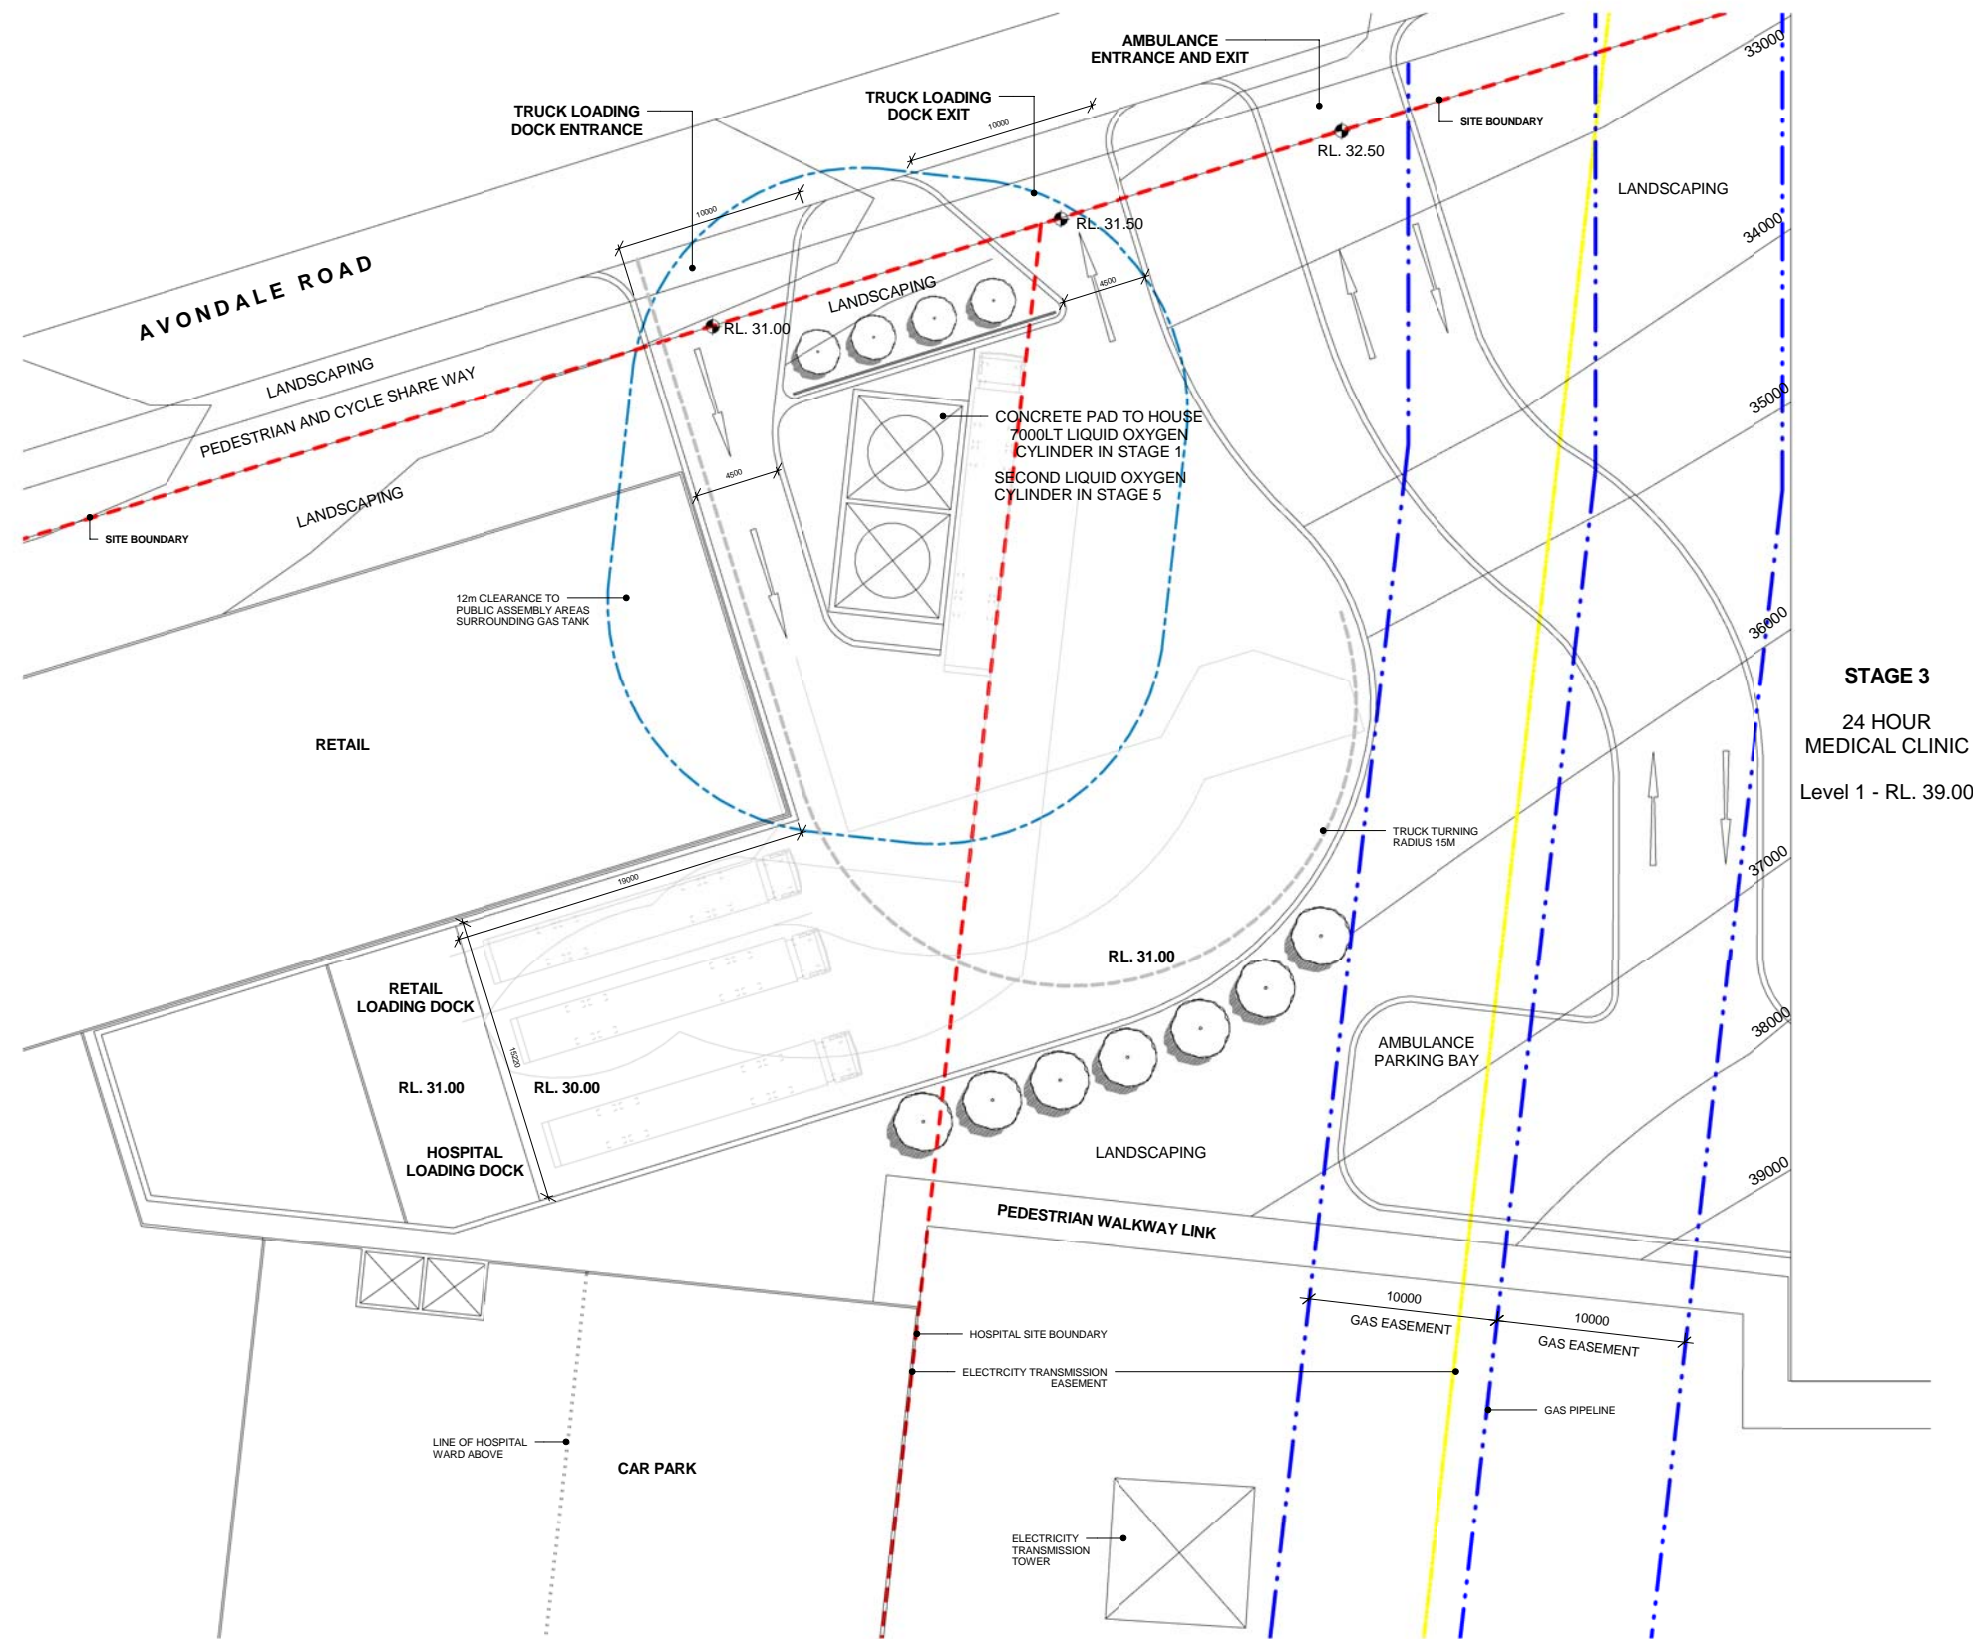 AMBULANCE
ENTRANCE AND EXIT
33000
TRUCK LOADING
DOCK ENTRANCE
TRUCK LOADING
DOCK EXIT
10000
SITE BOUNDARY
RL. 32.50
LANDSCAPING
10000
RL. 31.50
34000
AVONDALE ROAD
LANDSCAPING
4500
RL. 31.00
LANDSCAPING
PEDESTRIAN AND CYCLE SHARE WAY
35000
CONCRETE PAD TO HOUSE
7000LT LIQUID OXYGEN
CYLINDER IN STAGE 1
SECOND LIQUID OXYGEN
CYLINDER IN STAGE 5
4500
LANDSCAPING
SITE BOUNDARY
12m CLEARANCE TO
PUBLIC ASSEMBLY AREAS
SURROUNDING GAS TANK
36000
STAGE 3
24 HOUR
MEDICAL CLINIC
Level 1 - RL. 39.00
RETAIL
TRUCK TURNING
RADIUS 15M
37000
19000
RL. 31.00
RETAIL
LOADING DOCK
38000
AMBULANCE
PARKING BAY
15220
RL. 31.00
RL. 30.00
HOSPITAL
LOADING DOCK
LANDSCAPING
39000
PEDESTRIAN WALKWAY LINK
10000
GAS EASEMENT
10000
GAS EASEMENT
HOSPITAL SITE BOUNDARY
ELECTRCITY TRANSMISSION
EASEMENT
GAS PIPELINE
LINE OF HOSPITAL
WARD ABOVE
CAR PARK
ELECTRICITY
TRANSMISSION
TOWER